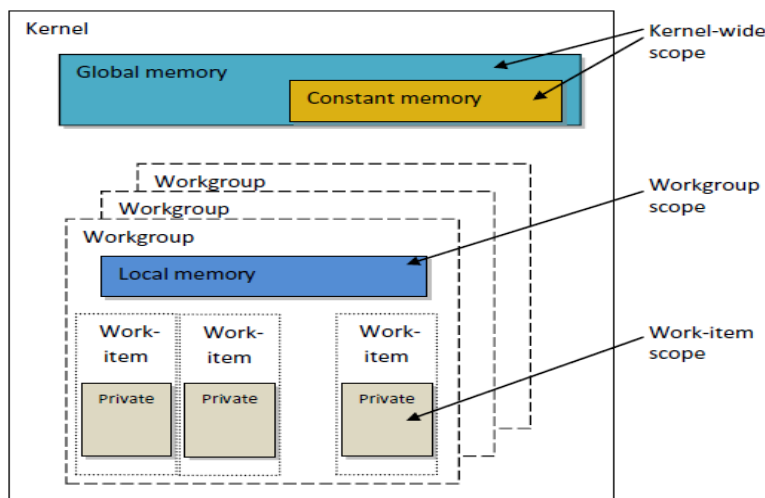 Kernel
Kernel-wide
scope
Global memory
Constant memory
Workgroup
Workgroup
Workgroup
Workgroup
scope
Local memory
Work-
item
Work-
item
Work-
item
Work-item
scope
Private
Private
Private